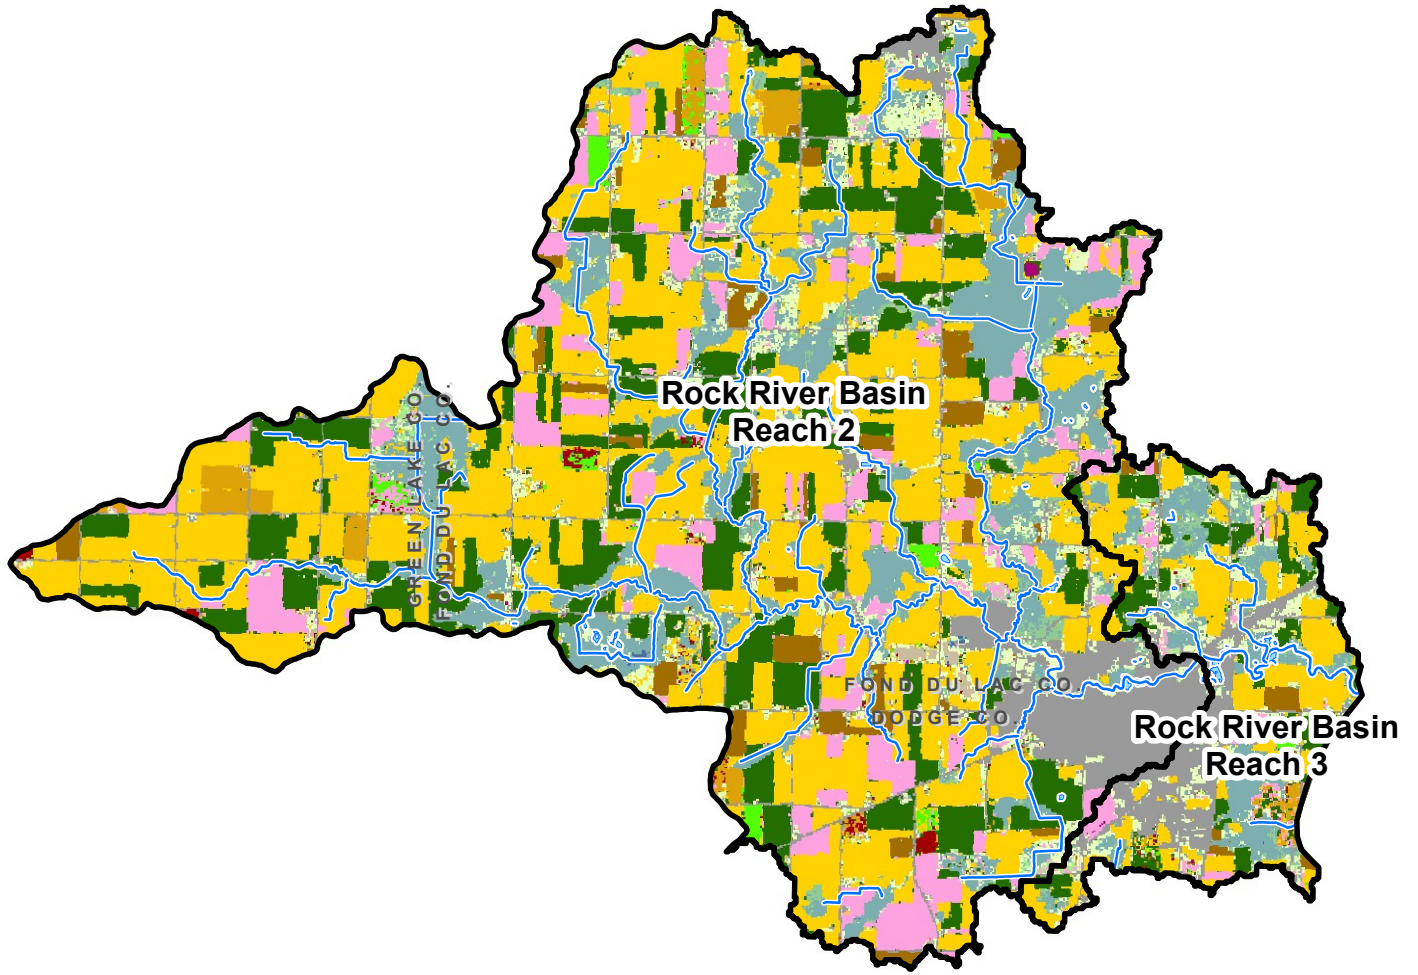 Rock River Basin
Reach 2
GREEN LAKE CO.
FOND DU LAC CO.
FOND DU LAC CO.
DODGE CO.
Rock River Basin
Reach 3